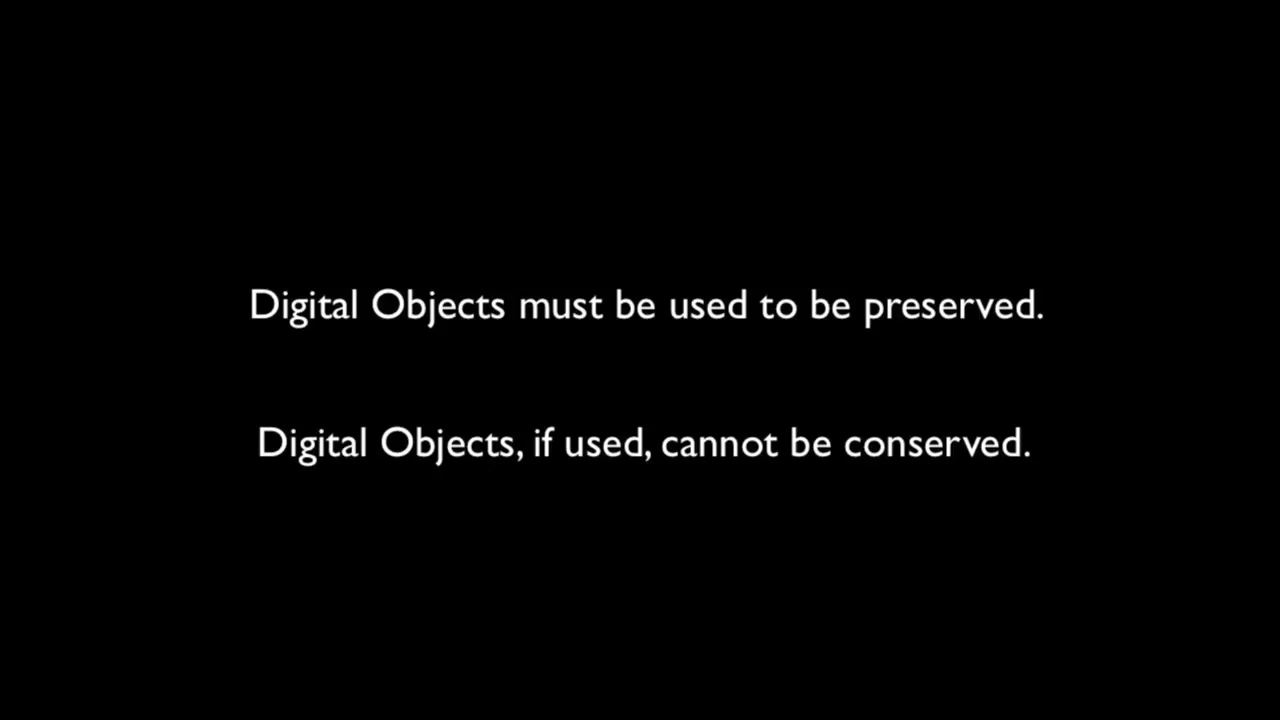 Digital Objects must be used to be preserved.
Digital Objects, if used, cannot be conserved.